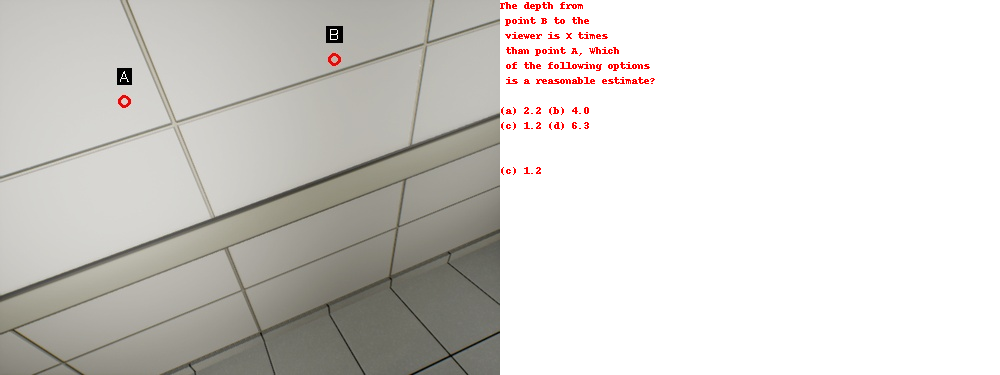 A
B
The depth from
point B to the
viewer is X times
than point A, Which
of the following options
is a reasonable estimate?
(a) 2.2 (b) 4.0
(c) 1.2 (d) 6.3
(c) 1.2